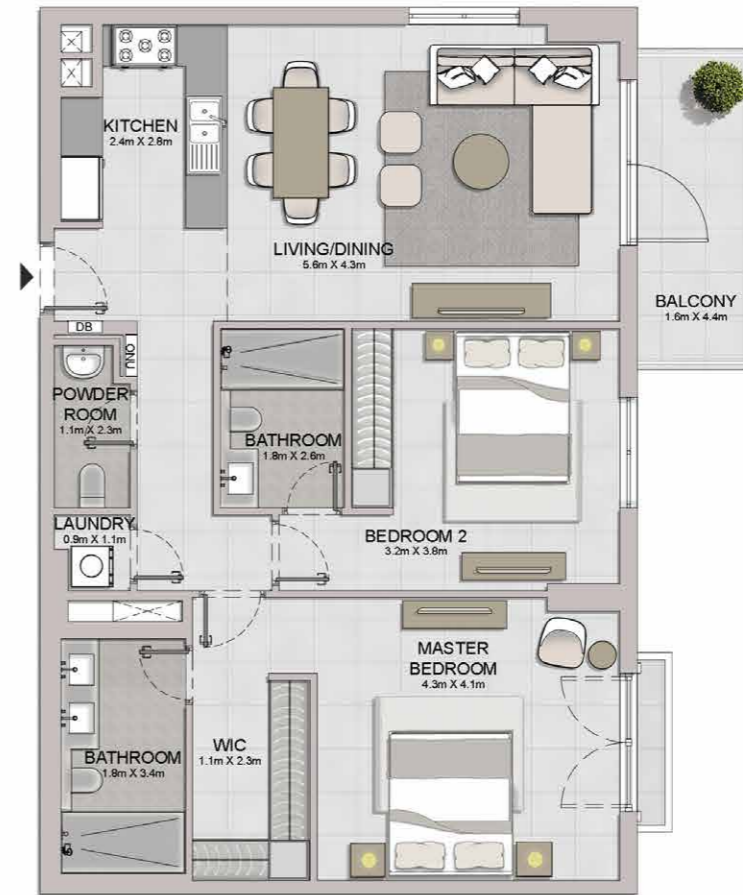 KITCHEN
2.4m X 2.8m
LIVING/DINING
5.6m X 4.3m
BALCONY
1.6m X 4.4m
DB
ONU
POWDER
ROOM
1.1m X 2.3m
BATHROOM
1.8m X 2.6m
LAUNDRY
0.9m X 1.1m
BEDROOM 2
3.2m X 3.8m
MASTER
BEDROOM
4.3m X 4.1m
WIC
1.1m X 2.3m
BATHROOM
1.8m X 3.4m